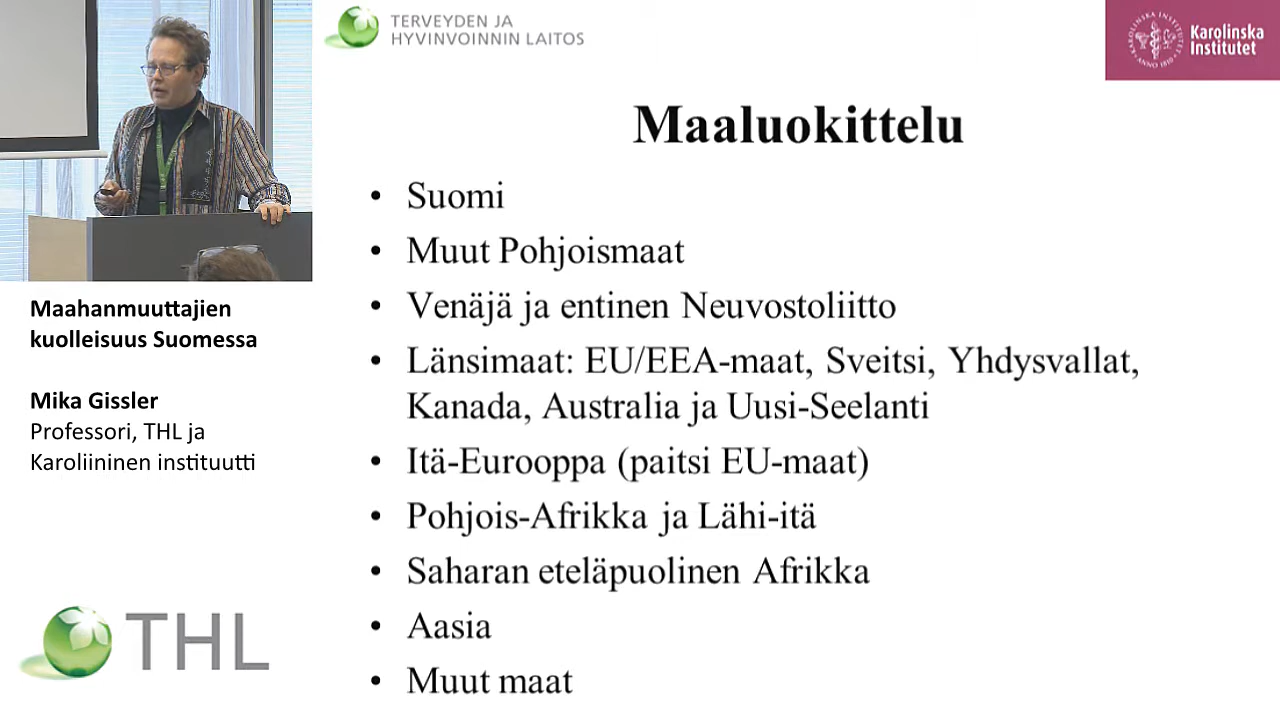 TERVEYDEN JA
HYVINVOINNIN LAITOS
Karolinska
Institutet
Maaluokittelu
• Suomi
• Muut Pohjoismaat
• Venäjä ja entinen Neuvostoliitto
• Länsimaat: EU/EEA-maat, Sveitsi, Yhdysvallat,
Kanada, Australia ja Uusi-Seelanti
• Itä-Eurooppa (paitsi EU-maat)
• Pohjois-Afrikka ja Lähi-itä
• Saharan eteläpuolinen Afrikka
• Aasia
• Muut maat
Maahanmuuttajien
kuolleisuus Suomessa
Mika Gissler
Professori, THL ja
Karoliininen instituutti
THL